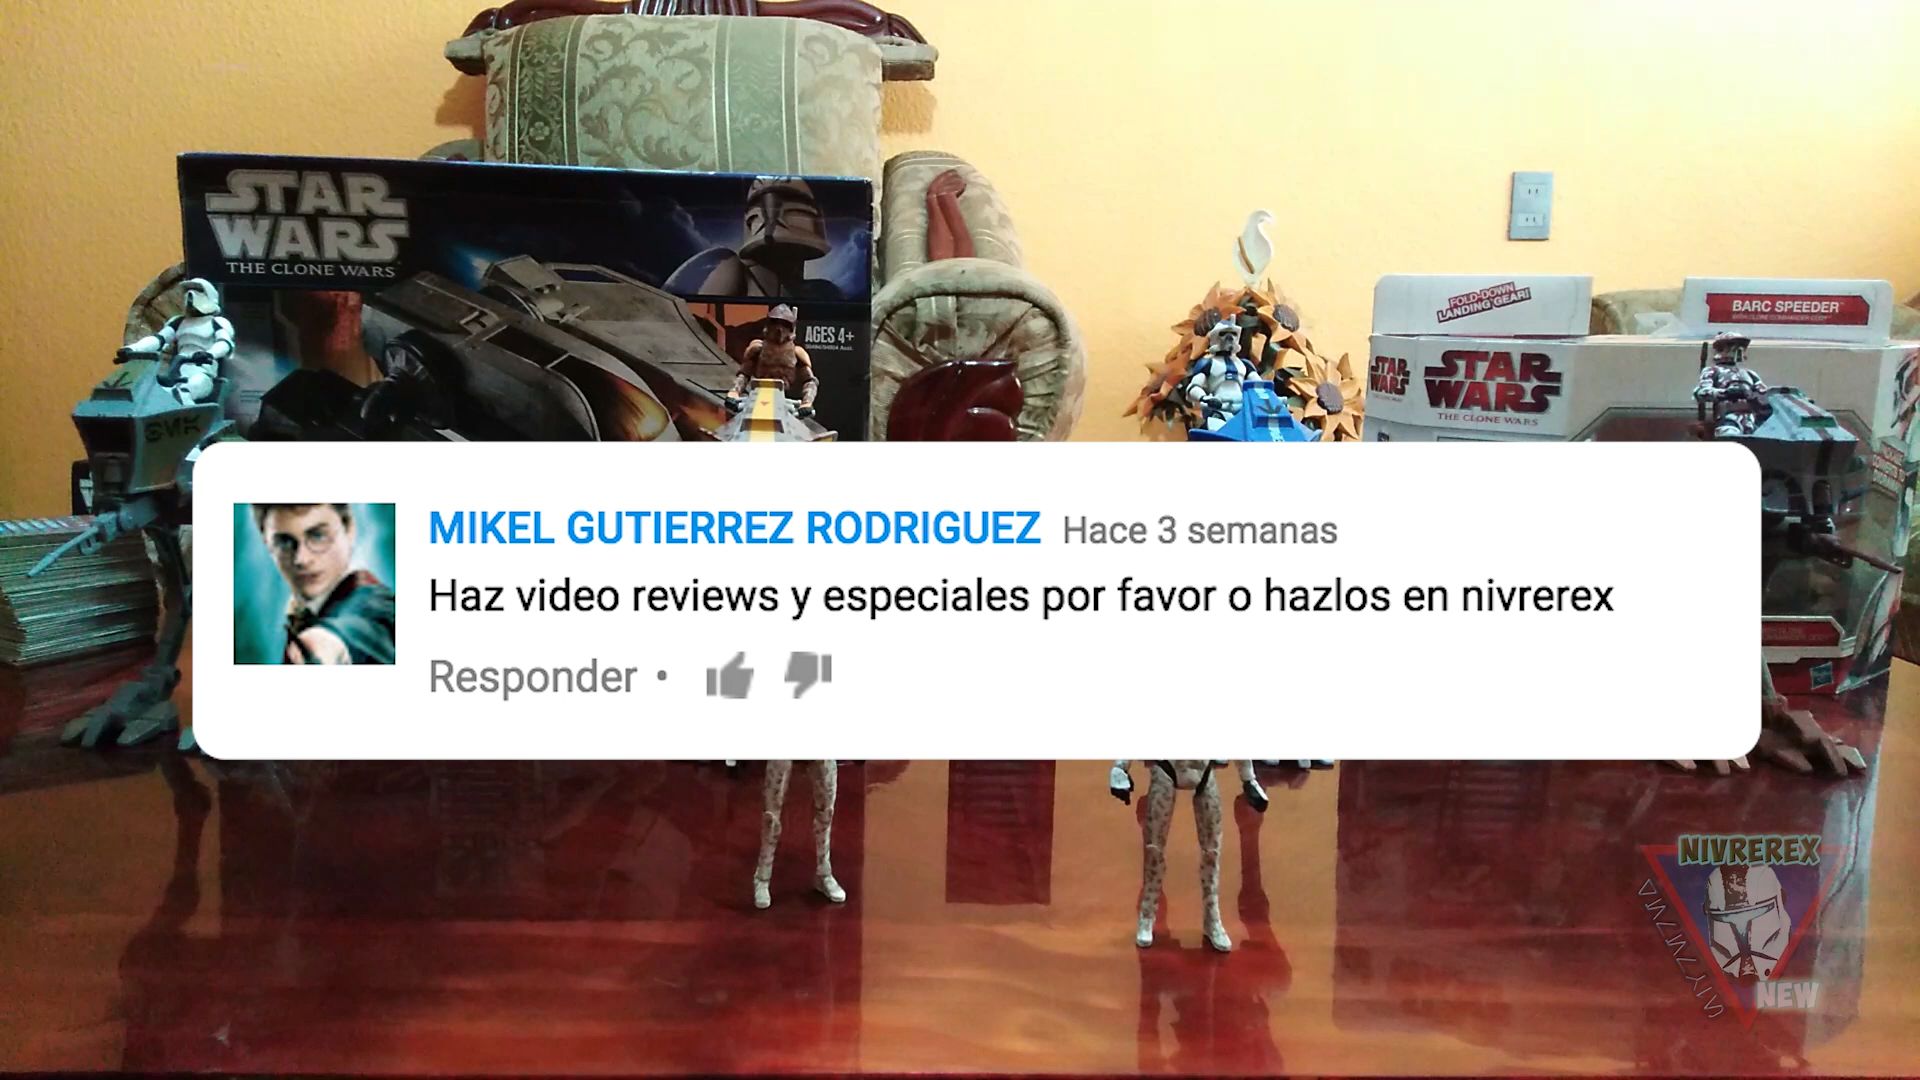 STAR
WARS
THE CLONE WARS
AGES 4+
FOLD-DOWN
LANDING GEAR!
BARC SPEEDER
STAR
WARS
STAR
WARS
THE CLONE WARS
MIKEL GUTIERREZ RODRIGUEZ Hace 3 semanas
Haz video reviews y especiales por favor o hazlos en nivrerex
Responder •
NIVREREX
NEW